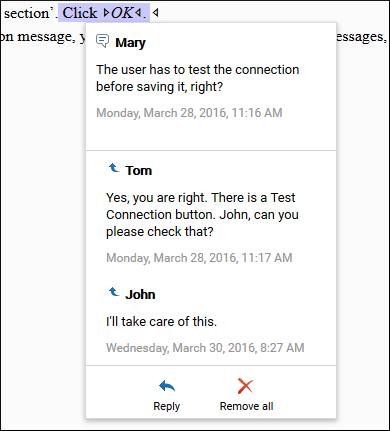 section’. Click OK.
on message, y
essages,
Mary
The user has to test the connection
before saving it, right?
Monday, March 28, 2016, 11:16 AM
Tom
Yes, you are right. There is a Test
Connection button. John, can you
please check that?
Monday, March 28, 2016, 11:17 AM
John
I'll take care of this.
Wednesday, March 30, 2016, 8:27 AM
Reply Remove all